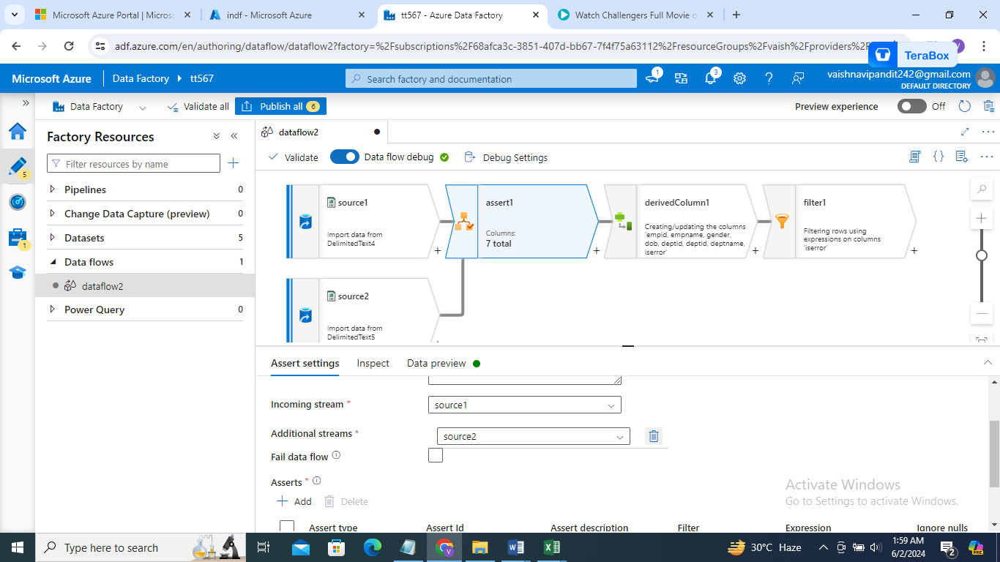 Microsoft Azure Portal | Micros
indf - Microsoft Azure
tt567 - Azure Data Factory
Watch Challengers Full Movie o
adf.azure.com/en/authoring/dataflow/dataflow2?factory=%2Fsubscriptions%2F68afca3c-3851-407d-bb67-7f4f75a63112%2FresourceGroups%2Fvaish%2Fproviders%2F
TeraBox
Microsoft Azure
Data Factory
tt567
Search factory and documentation
1
3
vaishnavipandit242@gmail.com
DEFAULT DIRECTORY
Data Factory
Validate all
Publish all 6
Preview experience
Off
Factory Resources
Filter resources by name
5
1
Pipelines 0
Change Data Capture (preview) 0
Datasets 5
Data flows 1
dataflow2
Power Query 0
dataflow2
Validate
Data flow debug
Debug Settings
source1
Import data from
DelimitedText4
assert1
Columns:
7 total
derivedColumn1
Creating/updating the columns
'empid, empname, gender,
dob, deptid, deptid, deptname,
iserror'
filter1
Filtering rows using
expressions on columns
'iserror'
source2
Import data from
DelimitedText5
Assert settings
Inspect
Data preview
Incoming stream *
source1
Additional streams *
source2
Fail data flow
Asserts *
Add
Delete
Assert type
Assert Id
Assert description
Filter
Expression
Ignore nulls
Activate Windows
Go to Settings to activate Windows.
Type here to search
V
W
X
30°C Haze
1:59 AM
6/2/2024
2
PRE